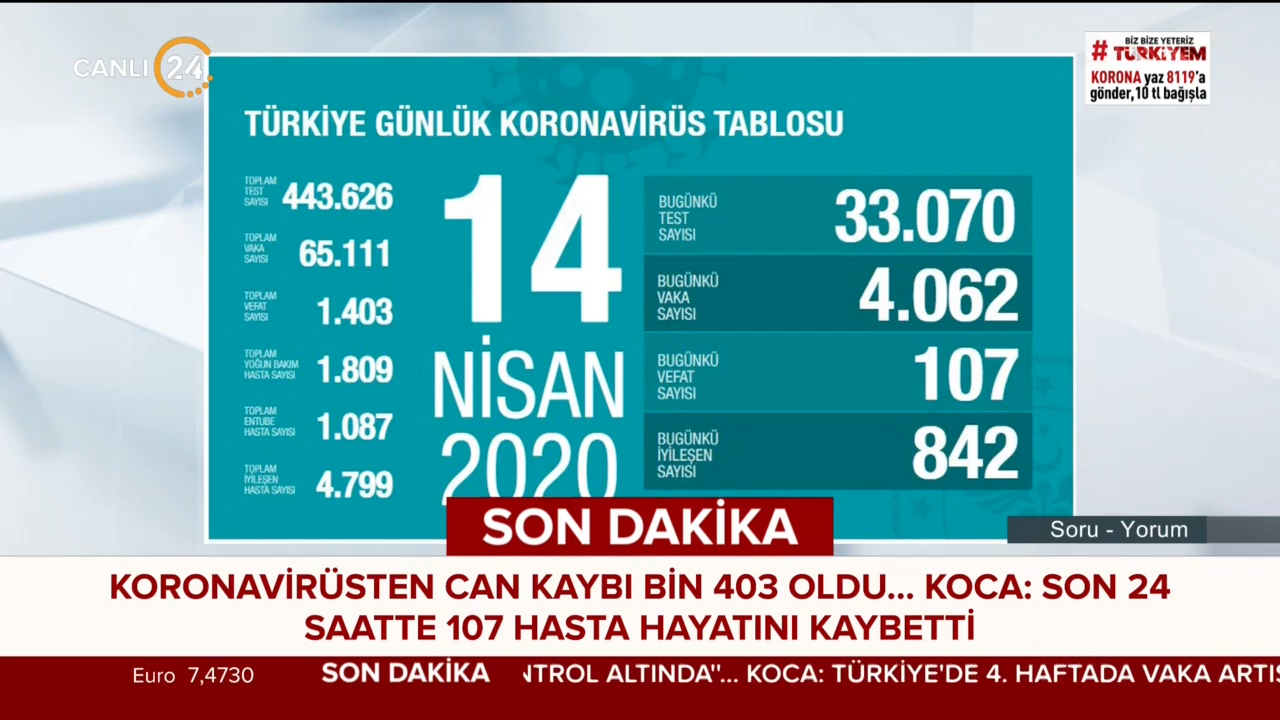 CANLI 24
BİZ BİZE YETERİZ
# TÜRKİYEM
KORONA yaz 8119'a
gönder, 10 tl bağışla
TÜRKİYE GÜNLÜK KORONAVİRÜS TABLOSU
TOPLAM
TEST
SAYISI
443.626
TOPLAM
VAKA
SAYISI
65.111
TOPLAM
VEFAT
SAYISI
1.403
TOPLAM
YOĞUN BAKIM
HASTA SAYISI
1.809
TOPLAM
ENTUBE
HASTA SAYISI
1.087
TOPLAM
İYİLEŞEN
HASTA SAYISI
4.799
14
NİSAN
2020
BUGÜNKÜ
TEST
SAYISI
33.070
BUGÜNKÜ
VAKA
SAYISI
4.062
BUGÜNKÜ
VEFAT
SAYISI
107
BUGÜNKÜ
İYİLEŞEN
SAYISI
842
SON DAKİKA
Soru - Yorum
KORONAVİRÜSTEN CAN KAYBI BİN 403 OLDU... KOCA: SON 24
SAATTE 107 HASTA HAYATINI KAYBETTİ
Euro 7,4730 SON DAKİKA NTROL ALTINDA"... KOCA: TÜRKİYE'DE 4. HAFTADA VAKA ARTIŞ